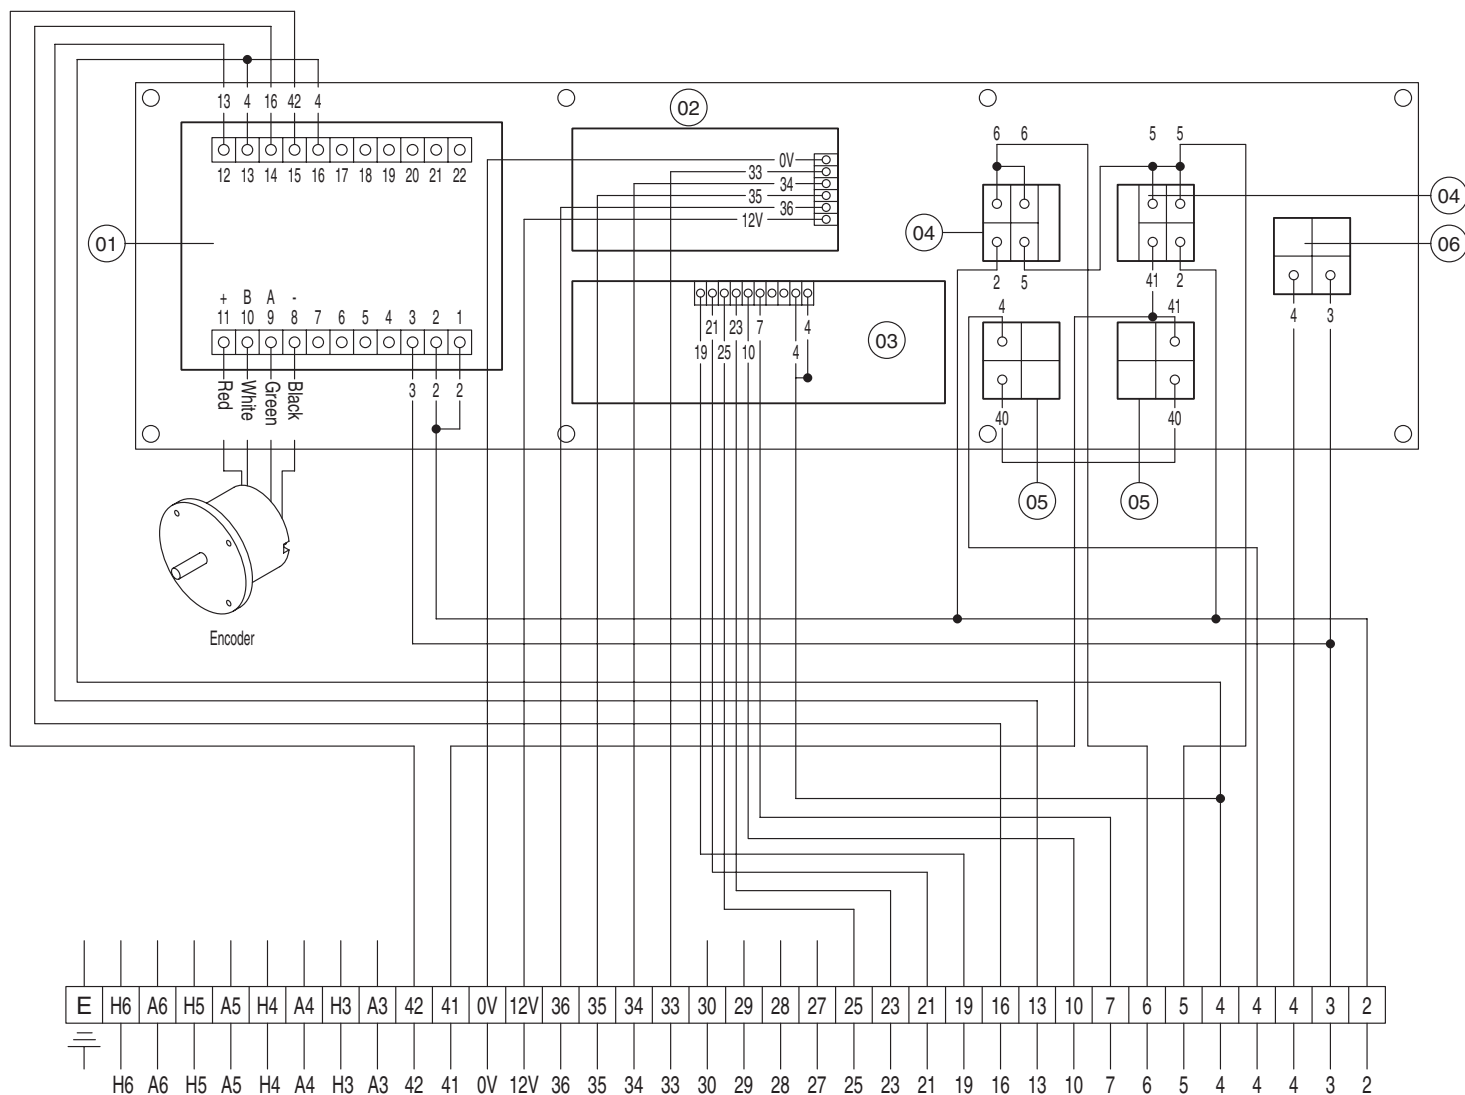 13 4 16 42 4
12 13 14 15 16 17 18 19 20 21 22
01
+ B A -
11 10 9 8 7 6 5 4 3 2 1
Red White Green Black
3 2 2
Encoder
02
0V
33
34
35
36
12V
21 23 7 4
19 25 10 4
03
6 6 5 5
04
04
06
2 5 41 2
4 41 4 3
40 40
05 05
E H6 A6 H5 A5 H4 A4 H3 A3 42 41 0V 12V 36 35 34 33 30 29 28 27 25 23 21 19 16 13 10 7 6 5 4 4 4 3 2
H6 A6 H5 A5 H4 A4 H3 A3 42 41 0V 12V 36 35 34 33 30 29 28 27 25 23 21 19 16 13 10 7 6 5 4 4 4 3 2